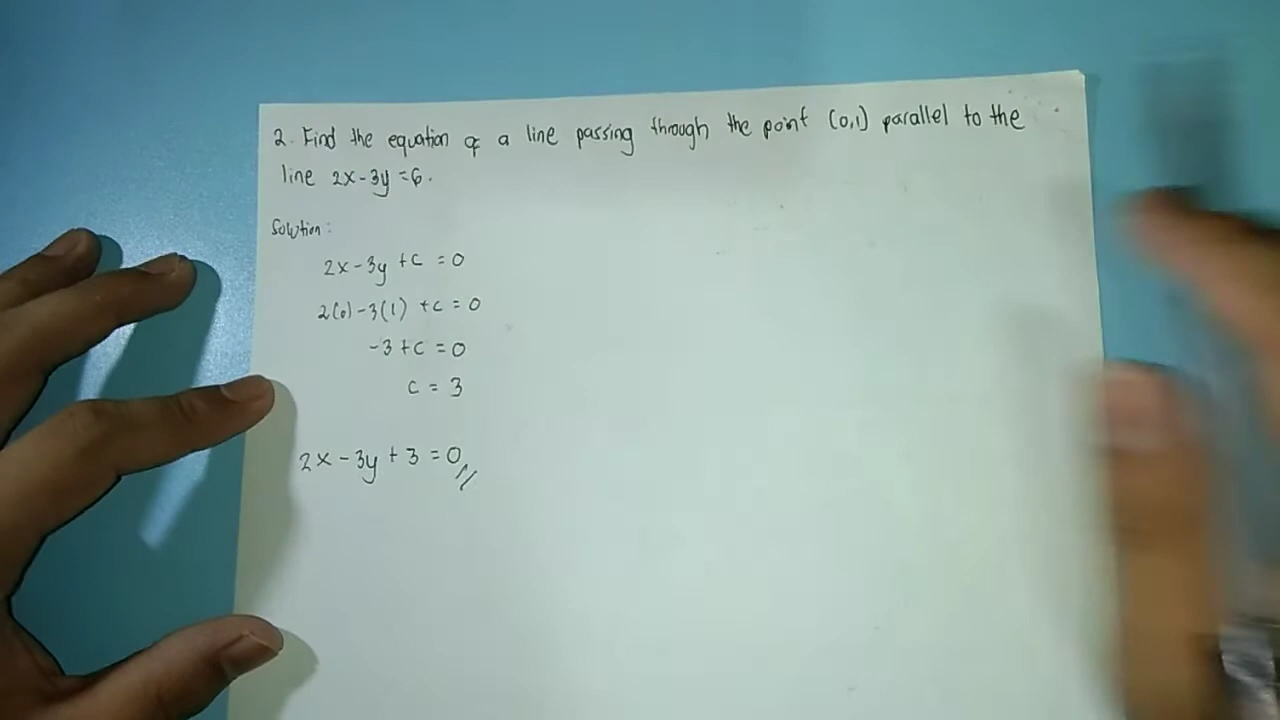 2. Find the equation of a line passing through the point (0,1) parallel to the
line 2x-3y=6.
Solution:
2x-3y+c=0
2(0)-3(1)+c=0
-3+c=0
c=3
2x-3y+3=0